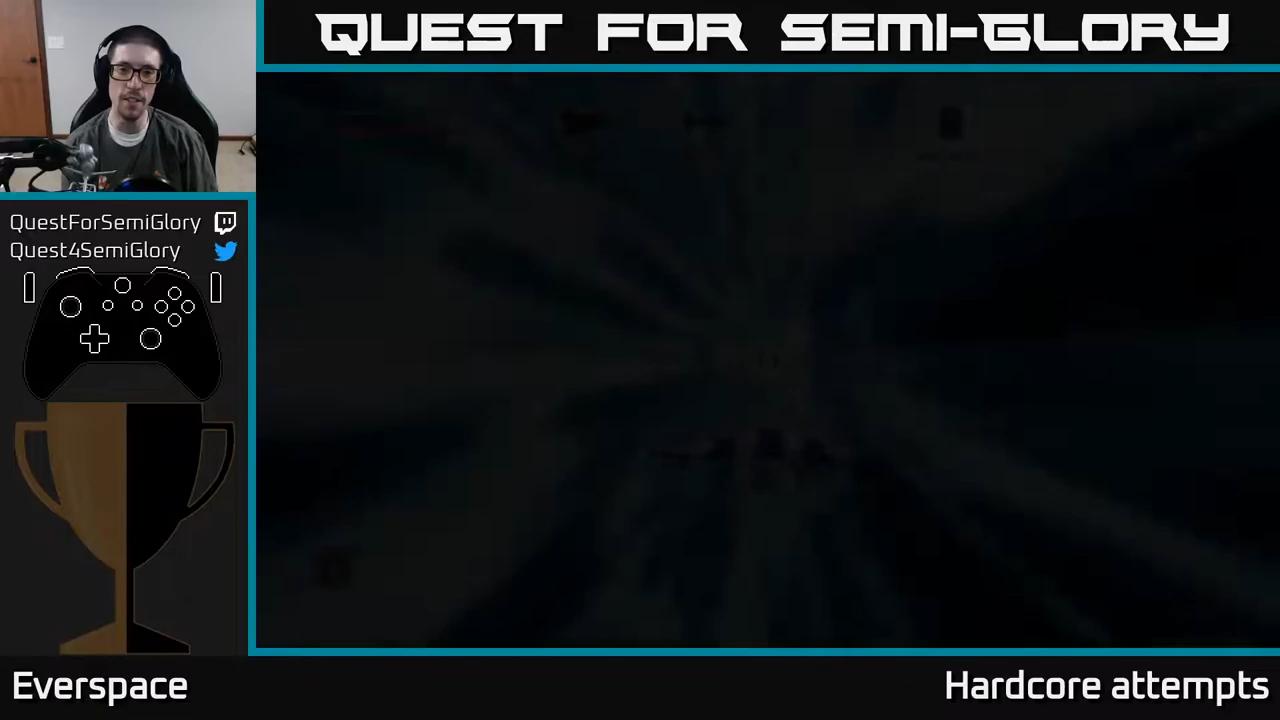 QUEST FOR SEMI-GLORY
QuestForSemiGlory
Quest4SemiGlory
Everspace
Hardcore attempts